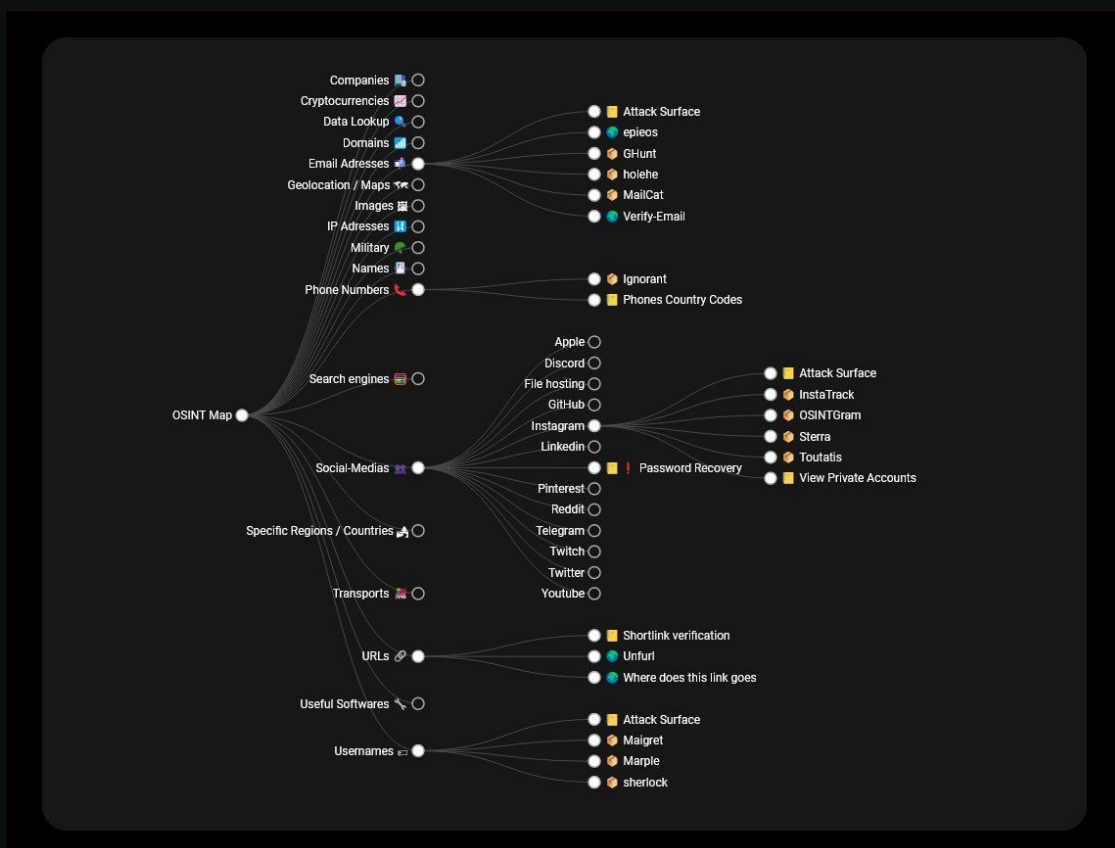 OSINT Map
Companies
Cryptocurrencies
Data Lookup
Domains
Email Adresses
Attack Surface
epieos
GHunt
holehe
MailCat
Verify-Email
Geolocation / Maps
Images
IP Adresses
Military
Names
Phone Numbers
Ignorant
Phones Country Codes
Search engines
Social-Medias
Apple
Discord
File hosting
GitHub
Instagram
Attack Surface
InstaTrack
OSINTGram
Sterra
Toutatis
View Private Accounts
Linkedin
Password Recovery
Pinterest
Reddit
Telegram
Twitch
Twitter
Youtube
Specific Regions / Countries
Transports
URLs
Shortlink verification
Unfurl
Where does this link goes
Useful Softwares
Usernames
Attack Surface
Maigret
Marple
sherlock